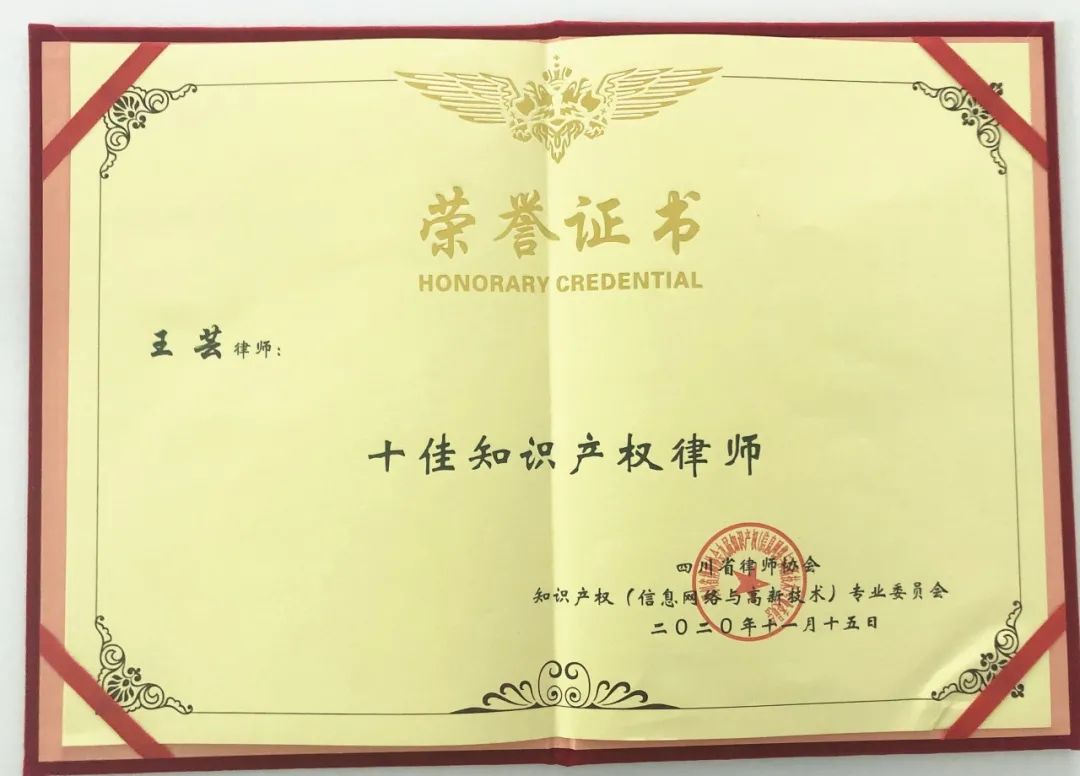 荣誉证书
HONORARY CREDENTIAL
王芸律师：
十佳知识产权律师
四川省律师协会
知识产权（信息网络与高新技术）专业委员会
二〇二〇年十一月十五日